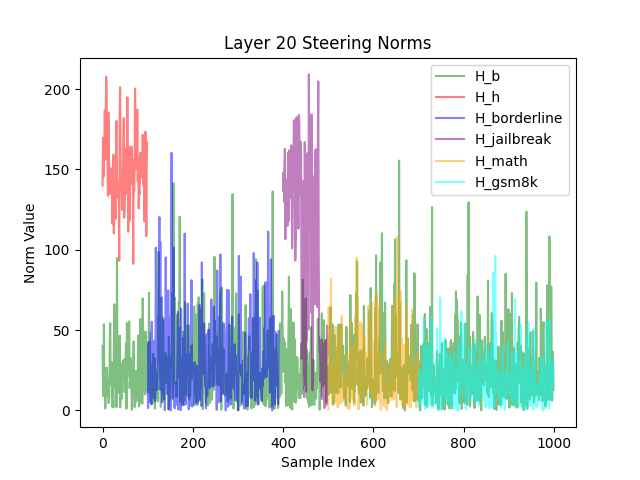 Layer 20 Steering Norms
Norm Value
200
150
100
50
0
0
200
400
600
800
1000
Sample Index
H_b
H_h
H_borderline
H_jailbreak
H_math
H_gsm8k